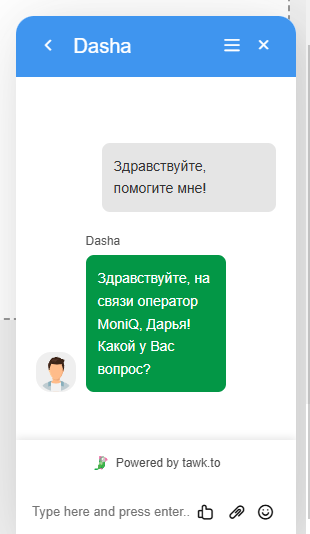 Dasha
Здравствуйте,
помогите мне!
Dasha
Здравствуйте, на
связи оператор
MoniQ, Дарья!
Какой у Вас
вопрос?
Powered by tawk.to
Type here and press enter..